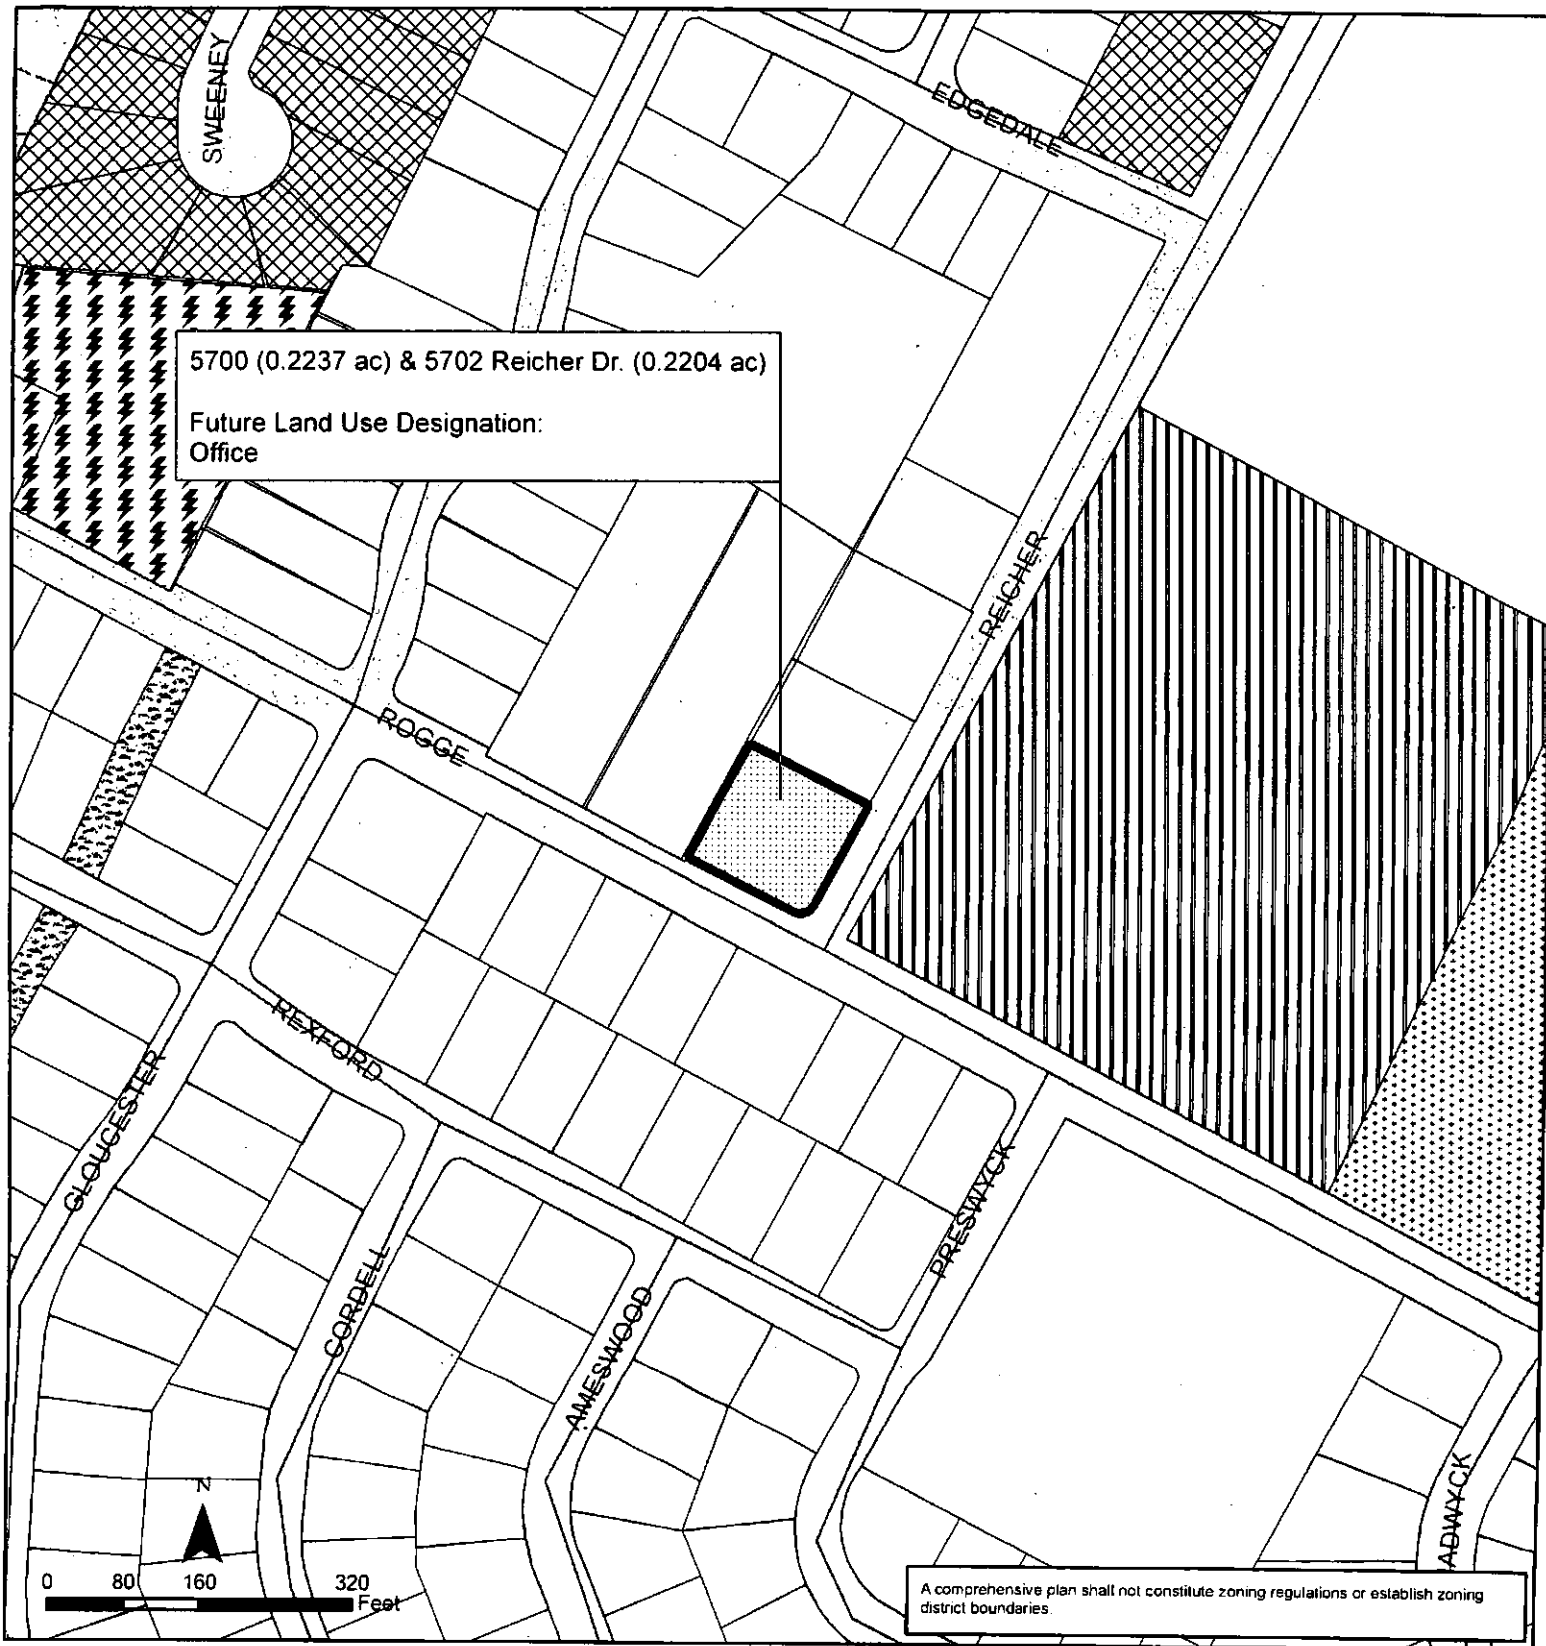 SWEENEY
EDGEDALE
5700 (0.2237 ac) & 5702 Reicher Dr. (0.2204 ac)
Future Land Use Designation:
Office
REICHER
ROGGE
REXFORD
GLOUCESTER
PRESWYCK
CORDELL
AMESWOOD
ADWYCK
N
0 80 160 320
Feet
A comprehensive plan shall not constitute zoning regulations or establish zoning
district boundaries.